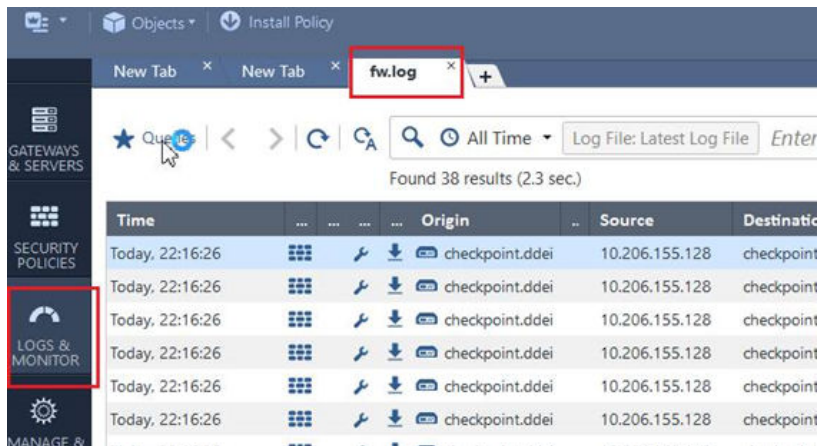 Objects Install Policy
New Tab × New Tab × fw.log × +
Queries All Time Log File: Latest Log File Enter
Found 38 results (2.3 sec.)
GATEWAYS
& SERVERS
SECURITY
POLICIES
LOGS &
MONITOR
MANAGE &
Time ... ... ... ... Origin .. Source Destinatio
Today, 22:16:26 checkpoint.ddei 10.206.155.128 checkpoint
Today, 22:16:26 checkpoint.ddei 10.206.155.128 checkpoint
Today, 22:16:26 checkpoint.ddei 10.206.155.128 checkpoint
Today, 22:16:26 checkpoint.ddei 10.206.155.128 checkpoint
Today, 22:16:26 checkpoint.ddei 10.206.155.128 checkpoint
Today, 22:16:26 checkpoint.ddei 10.206.155.128 checkpoint